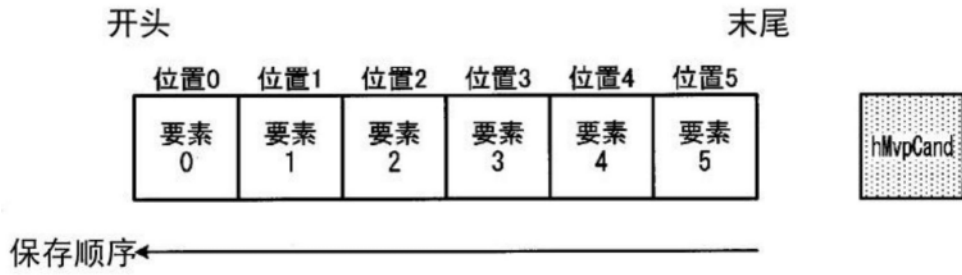 开头 末尾
位置0 位置1 位置2 位置3 位置4 位置5
要素 要素 要素 要素 要素 要素
0 1 2 3 4 5
hMvpCand
保存顺序